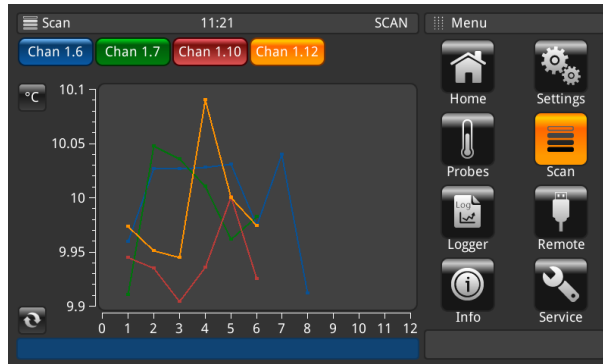 Scan 11:21 SCAN
Menu
Chan 1.6 Chan 1.7 Chan 1.10 Chan 1.12
°C
10.1
10.05
10
9.95
9.9
0 1 2 3 4 5 6 7 8 9 10 11 12
Home Settings
Probes Scan
Log
Logger Remote
Info Service